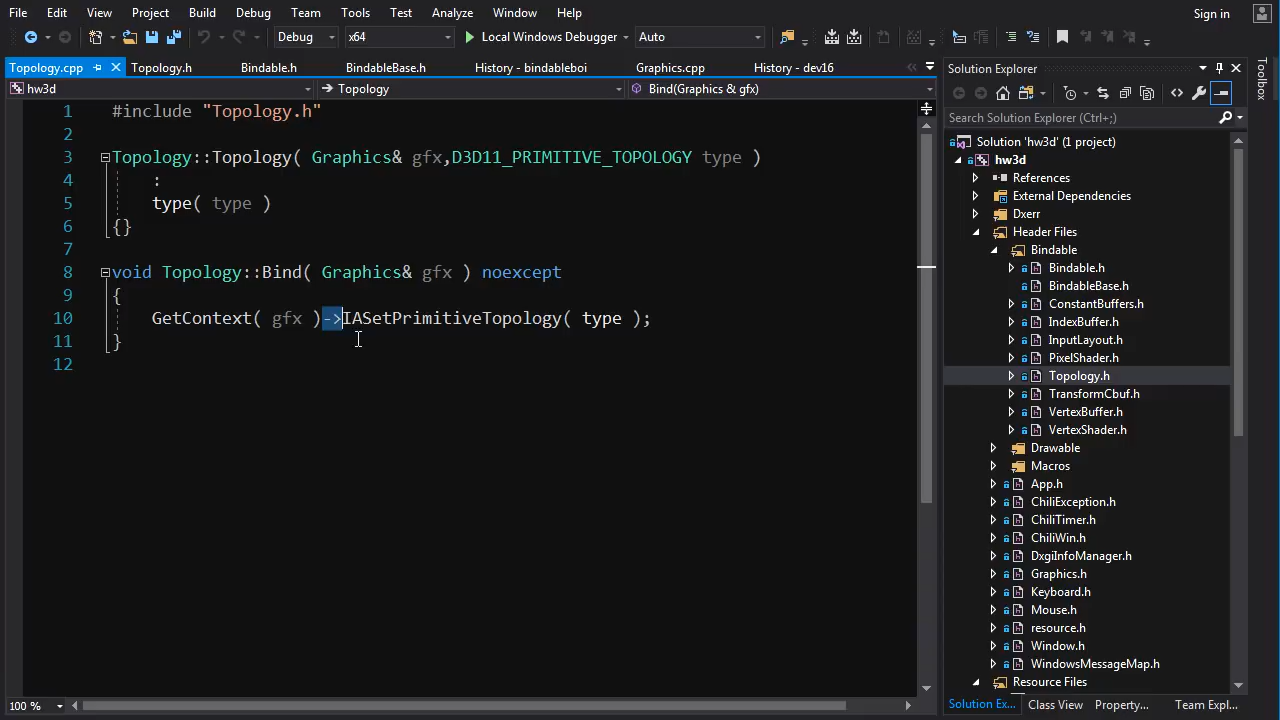 File Edit View Project Build Debug Team Tools Test Analyze Window Help Sign in
Debug x64 Local Windows Debugger Auto
Topology.cpp Topology.h Bindable.h BindableBase.h History - bindableboi Graphics.cpp History - dev16
hw3d Topology Bind(Graphics & gfx)
1 #include "Topology.h"
2
3 Topology::Topology( Graphics& gfx,D3D11_PRIMITIVE_TOPOLOGY type )
4 :
5 type( type )
6 {}
7
8 void Topology::Bind( Graphics& gfx ) noexcept
9 {
10 GetContext( gfx )->IASetPrimitiveTopology( type );
11 }
12
100 %
Solution Explorer
Search Solution Explorer (Ctrl+;)
Solution 'hw3d' (1 project)
hw3d
References
External Dependencies
Dxerr
Header Files
Bindable
Bindable.h
BindableBase.h
ConstantBuffers.h
IndexBuffer.h
InputLayout.h
PixelShader.h
Topology.h
TransformCbuf.h
VertexBuffer.h
VertexShader.h
Drawable
Macros
App.h
ChiliException.h
ChiliTimer.h
ChiliWin.h
DxgiInfoManager.h
Graphics.h
Keyboard.h
Mouse.h
resource.h
Window.h
WindowsMessageMap.h
Resource Files
Solution Ex... Class View Property... Team Expl...
Toolbox